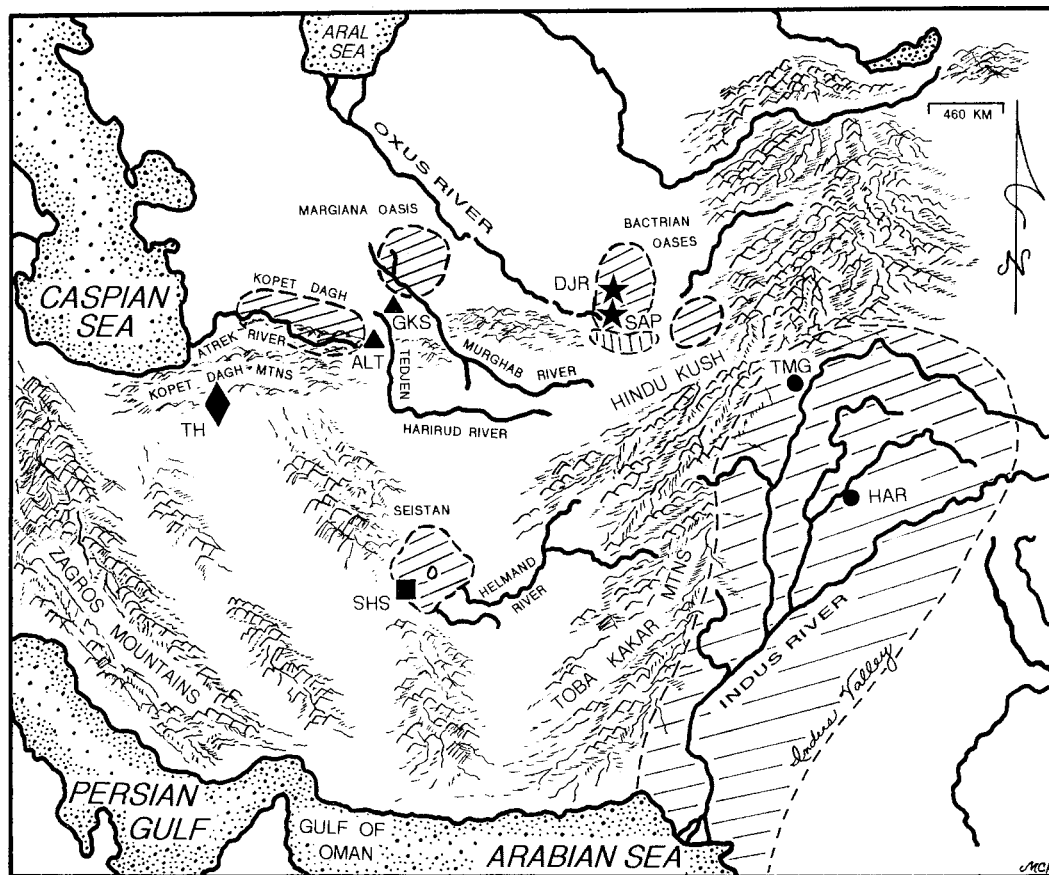 ARAL
SEA
460 KM
OXUS RIVER
MARGIANA OASIS
BACTRIAN
OASES
N
KOPET DAGH
DJR
CASPIAN
SEA
GKS
SAP
ATREK RIVER
ALT
TEDJEN
MURGHAB RIVER
KOPET DAGH MTNS
HINDU KUSH
TMG
TH
HARIRUD RIVER
HAR
SEISTAN
ZAGROS
MOUNTAINS
SHS
HELMAND
RIVER
TOBA KAKAR MTNS
INDUS RIVER
Indus Valley
PERSIAN
GULF
GULF OF
OMAN
ARABIAN SEA